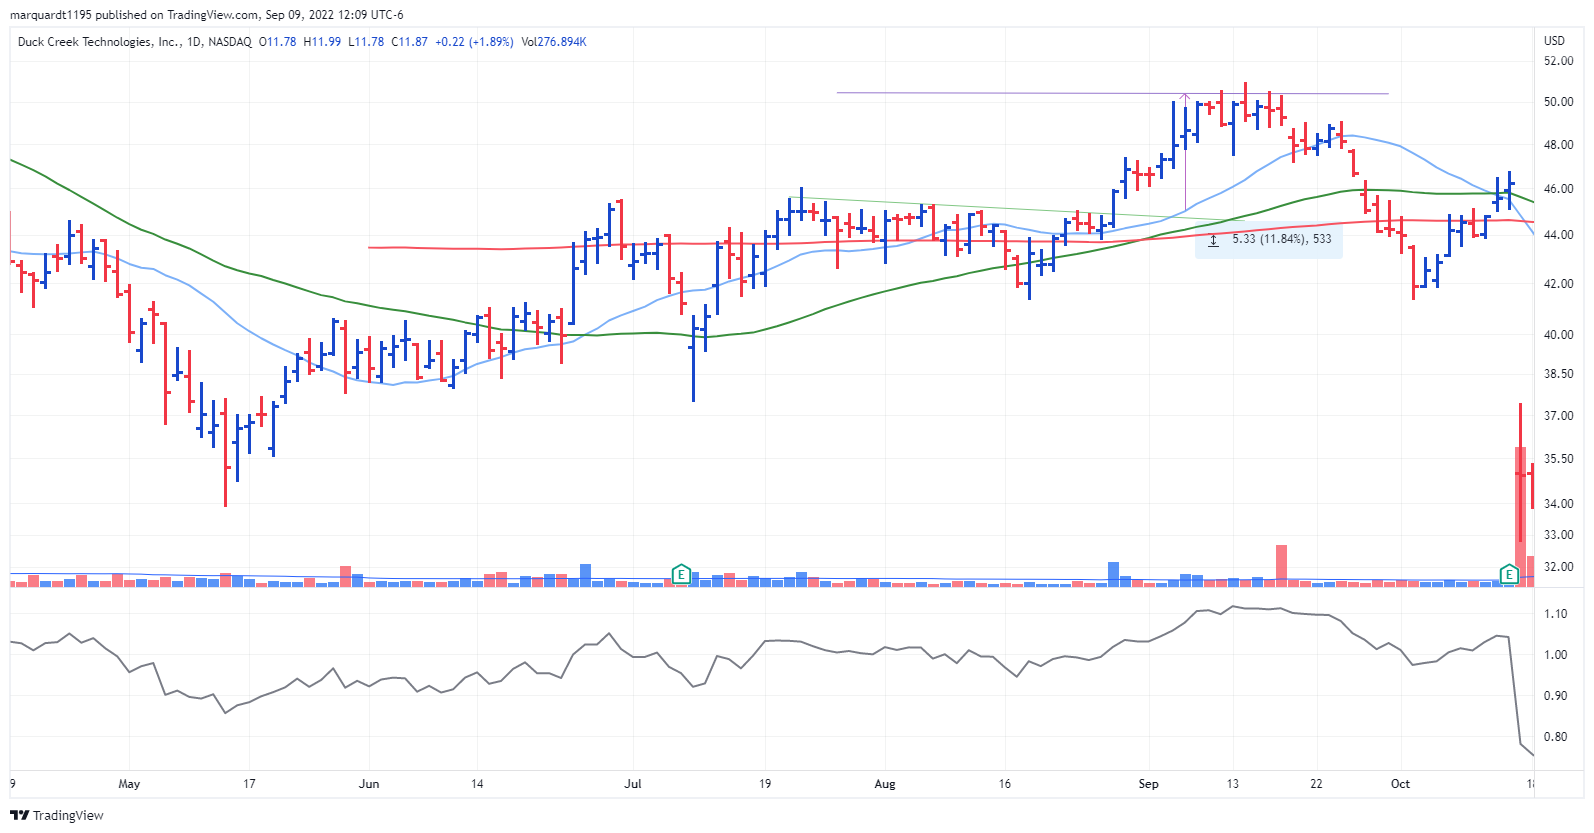 marquardt1195 published on TradingView.com, Sep 09, 2022 12:09 UTC-6
Duck Creek Technologies, Inc., 1D, NASDAQ O11.78 H11.99 L11.78 C11.87 +0.22 (+1.89%) Vol276.894K
USD
52.00
50.00
48.00
46.00
44.00
5.33 (11.84%), 533
42.00
40.00
38.50
37.00
35.50
34.00
33.00
32.00
E
E
1.10
1.00
0.90
0.80
9 May 17 Jun 14 Jul 19 Aug 16 Sep 13 22 Oct
TradingView